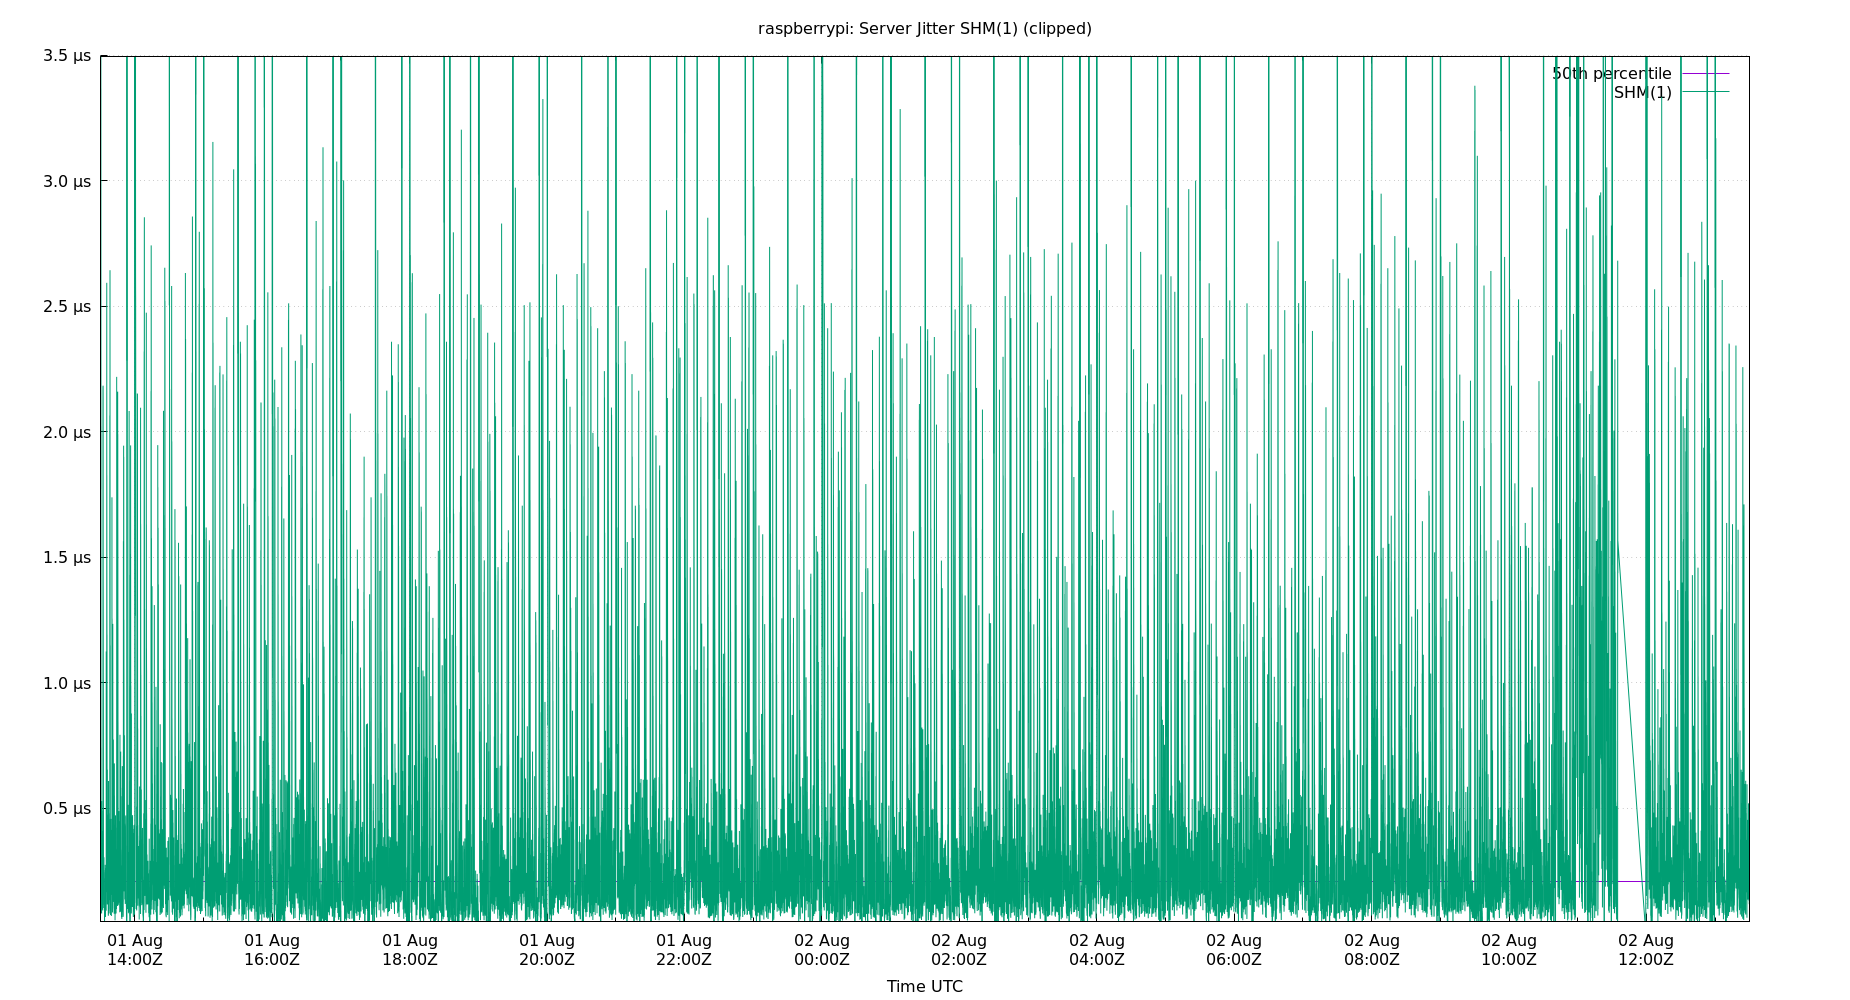 raspberrypi: Server Jitter SHM(1) (clipped)
3.5 µs
50th percentile
SHM(1)
3.0 µs
2.5 µs
2.0 µs
1.5 µs
1.0 µs
0.5 µs
01 Aug 01 Aug 01 Aug 01 Aug 01 Aug 02 Aug 02 Aug 02 Aug 02 Aug 02 Aug 02 Aug 02 Aug
14:00Z 16:00Z 18:00Z 20:00Z 22:00Z 00:00Z 02:00Z 04:00Z 06:00Z 08:00Z 10:00Z 12:00Z
Time UTC